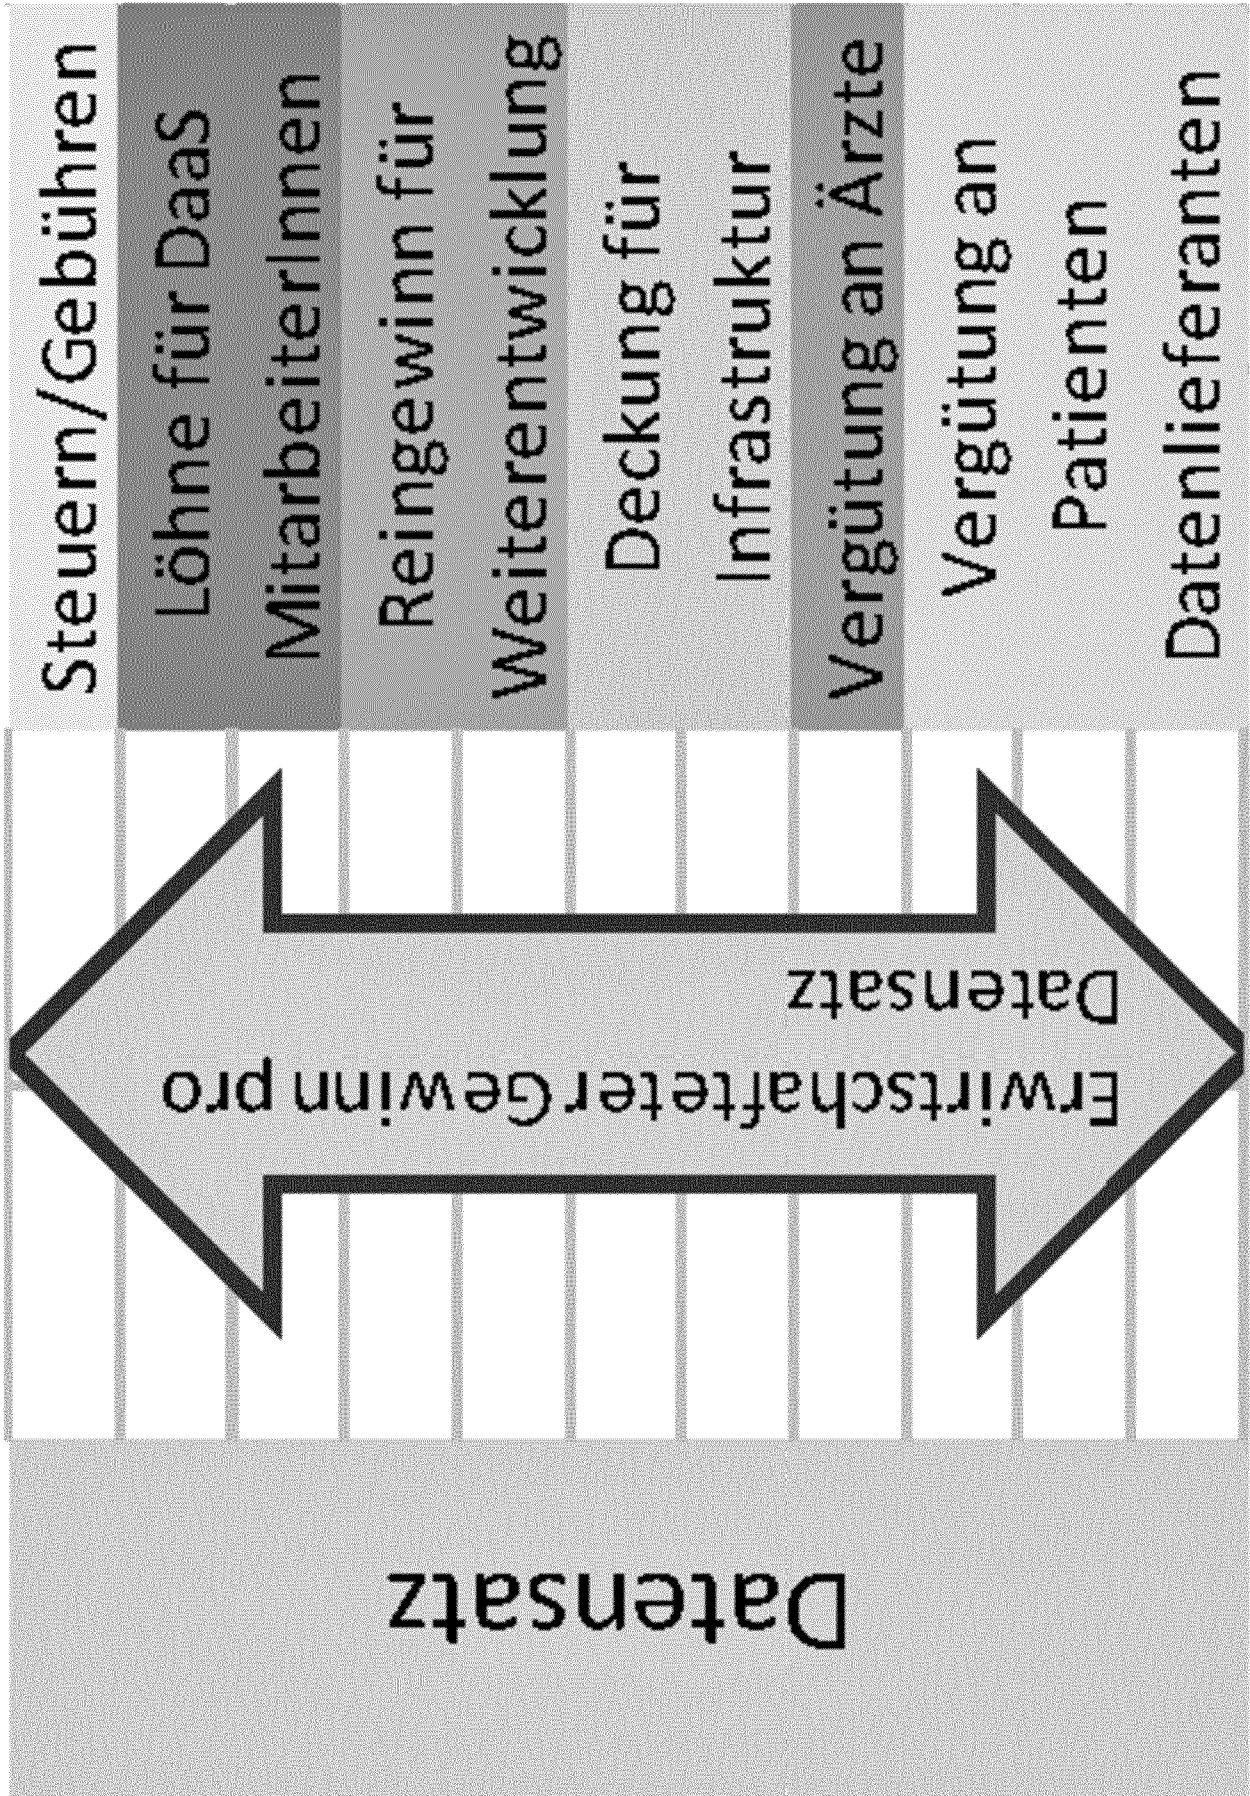 Steuern/Gebühren
Löhne für DaaS
MitarbeiterInnen
Reingewinn für
Weiterentwicklung
Deckung für
Infrastruktur
Vergütung an Ärzte
Vergütung an
Patienten
Datenlieferanten
Erwirtschafteter Gewinn pro
Datensatz
Datensatz